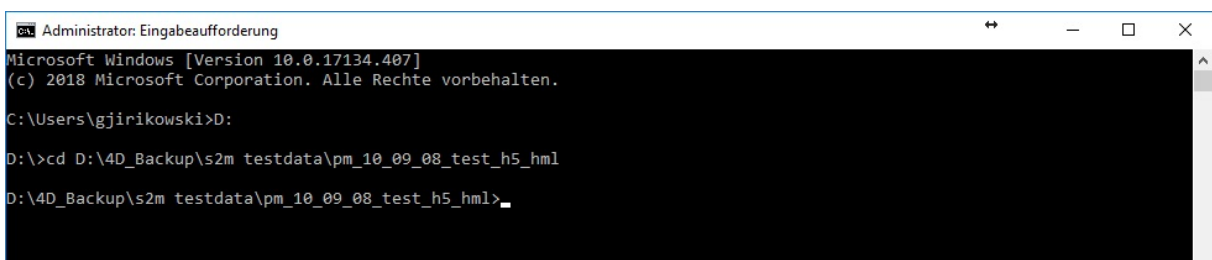 Administrator: Eingabeaufforderung
Microsoft Windows [Version 10.0.17134.407]
(c) 2018 Microsoft Corporation. Alle Rechte vorbehalten.
C:\Users\gjirikowski>D:
D:\>cd D:\4D_Backup\s2m testdata\pm_10_09_08_test_h5_hml
D:\4D_Backup\s2m testdata\pm_10_09_08_test_h5_hml>